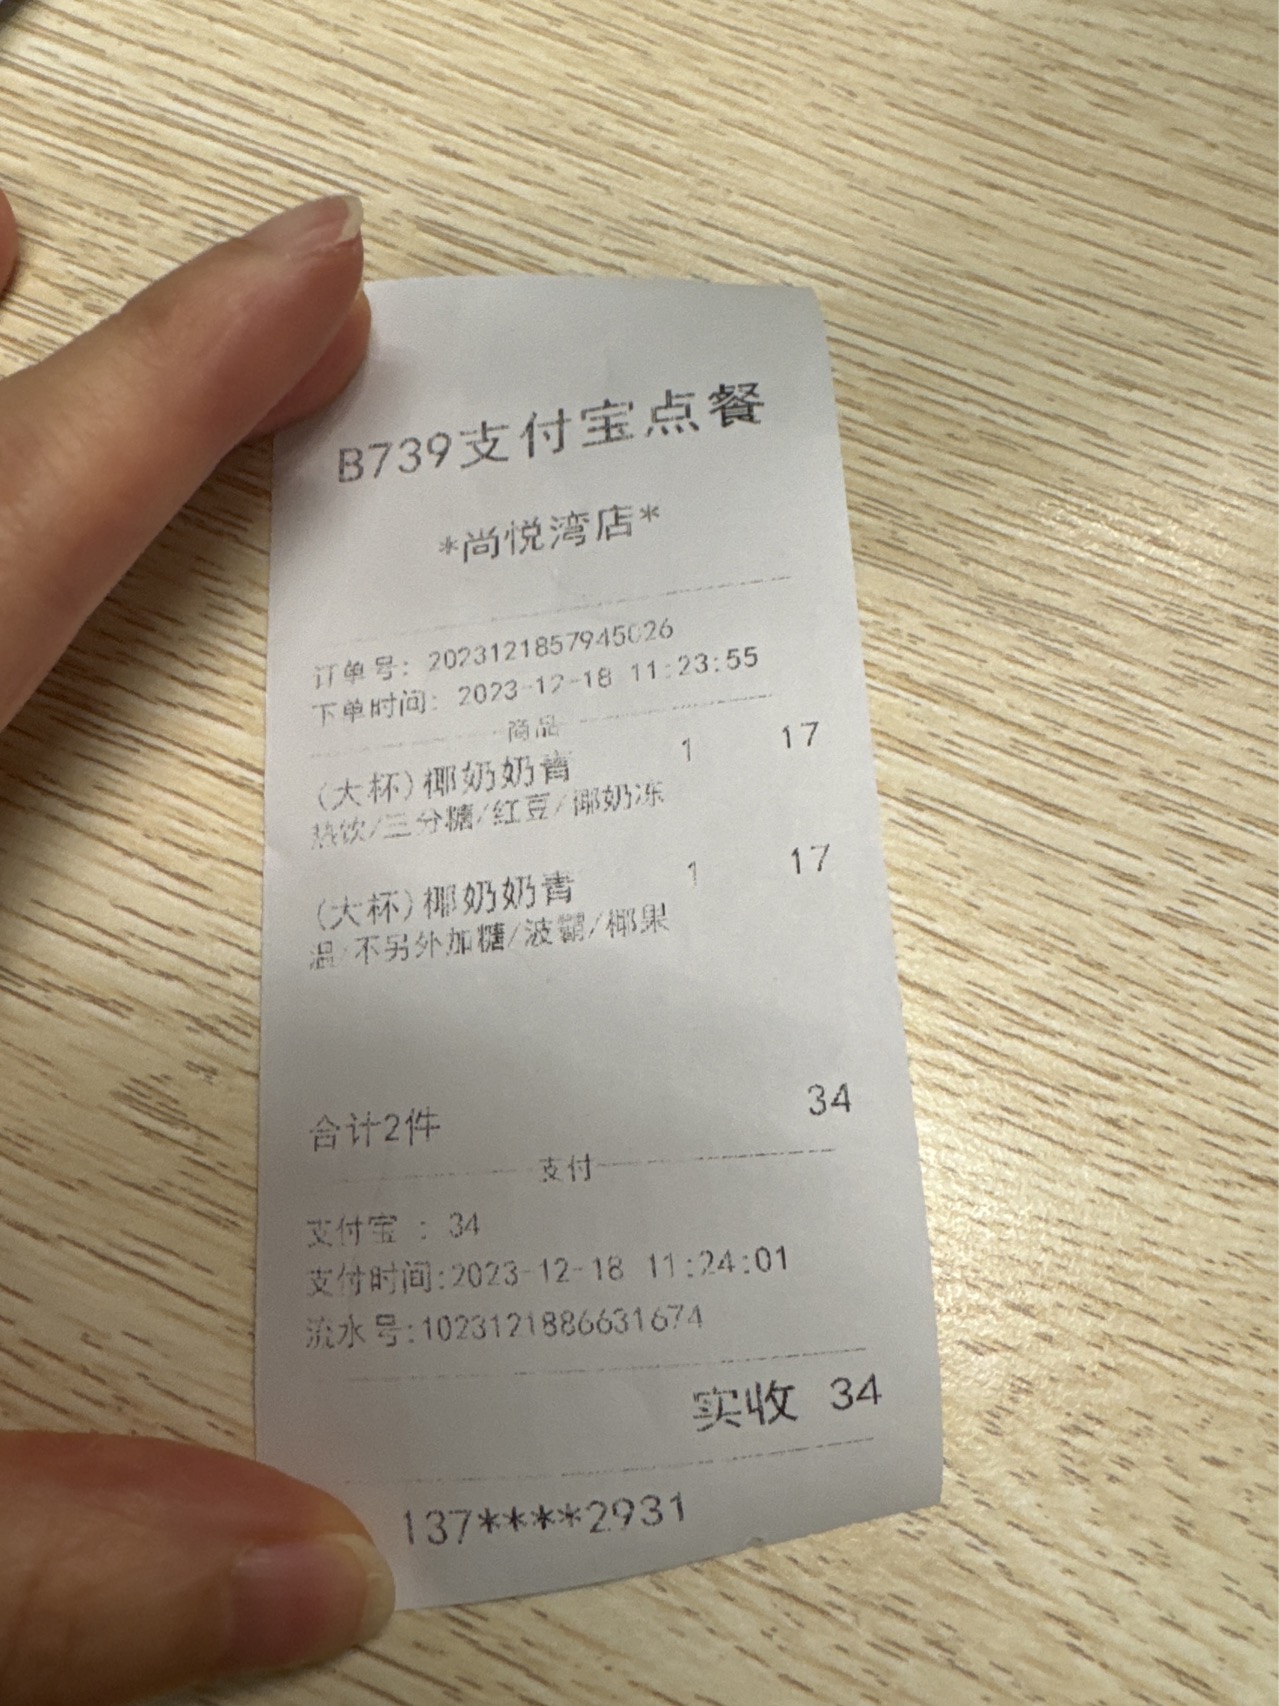 B739支付宝点餐
*尚悦湾店*
订单号: 2023121857945026
下单时间: 2023-12-18 11:23:55
商品
(大杯)椰奶奶青 1 17
热饮/三分糖/红豆/椰奶冻
(大杯)椰奶奶青 1 17
温/不另外加糖/波霸/椰果
合计2件 34
支付
支付宝 : 34
支付时间:2023-12-18 11:24:01
流水号:1023121886631674
实收 34
137****2931